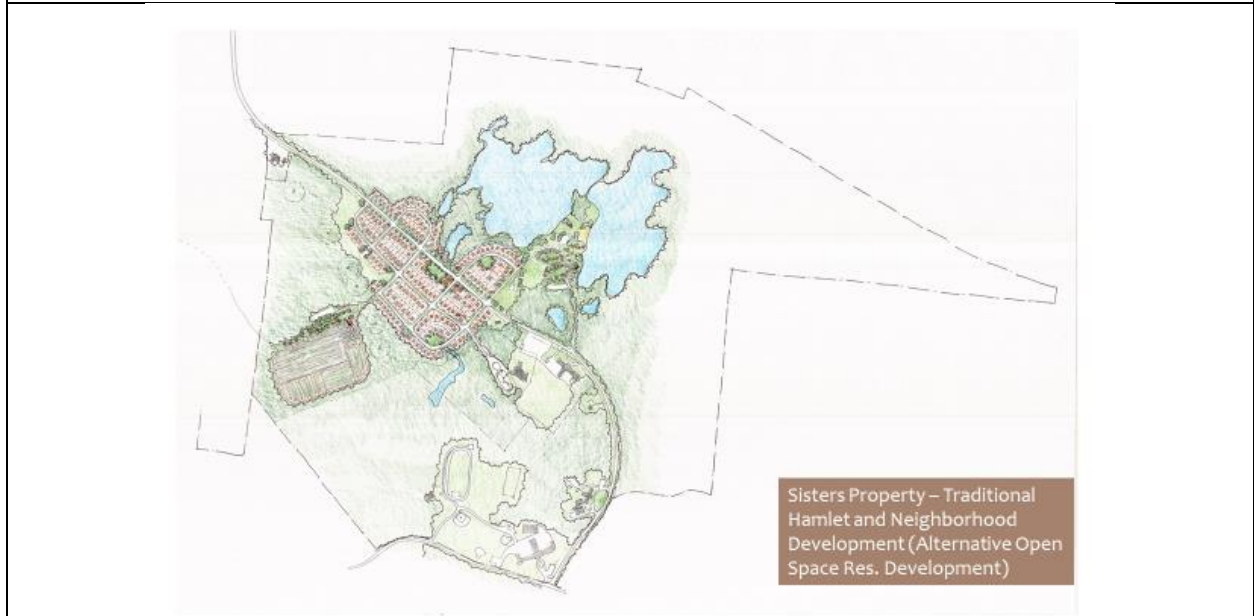 Sisters Property – Traditional
Hamlet and Neighborhood
Development (Alternative Open
Space Res. Development)